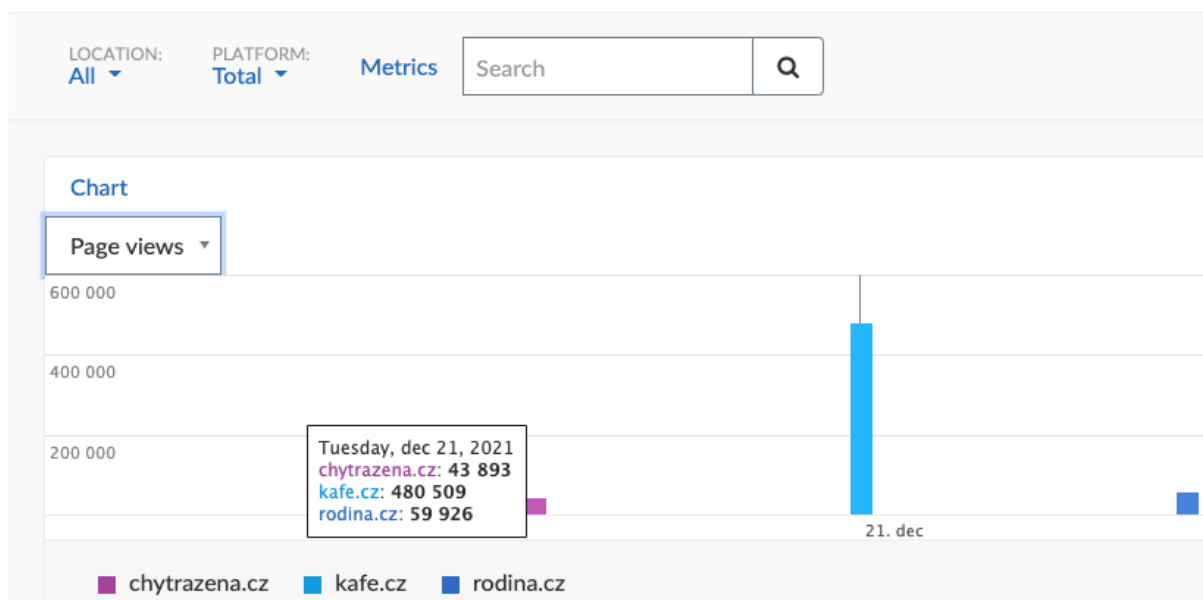 LOCATION: PLATFORM:
All Total Metrics Search
Chart
Page views
600 000
400 000
200 000
Tuesday, dec 21, 2021
chytrazena.cz: 43 893
kafe.cz: 480 509
rodina.cz: 59 926
21. dec
chytrazena.cz kafe.cz rodina.cz